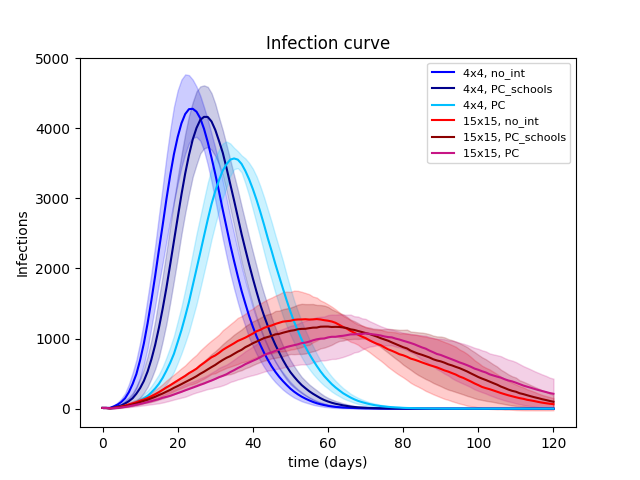 Infection curve
Infections
5000
4000
3000
2000
1000
0
4x4, no_int
4x4, PC_schools
4x4, PC
15x15, no_int
15x15, PC_schools
15x15, PC
0 20 40 60 80 100 120
time (days)